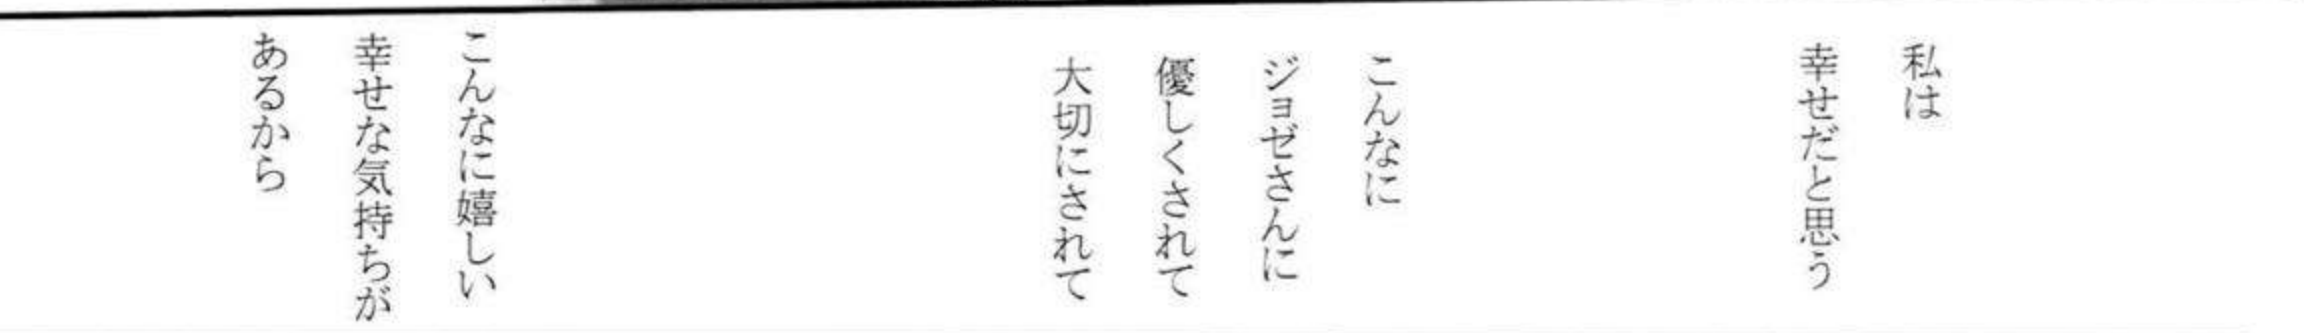 私は
幸せだと思う
こんなに
ジョゼさんに
優しくされて
大切にされて
こんなに嬉しい
幸せな気持ちが
あるから